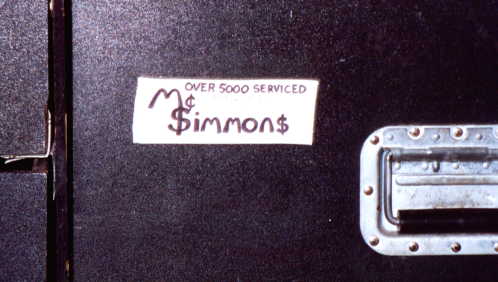 OVER 5000 SERVICED
M¢
$immon$